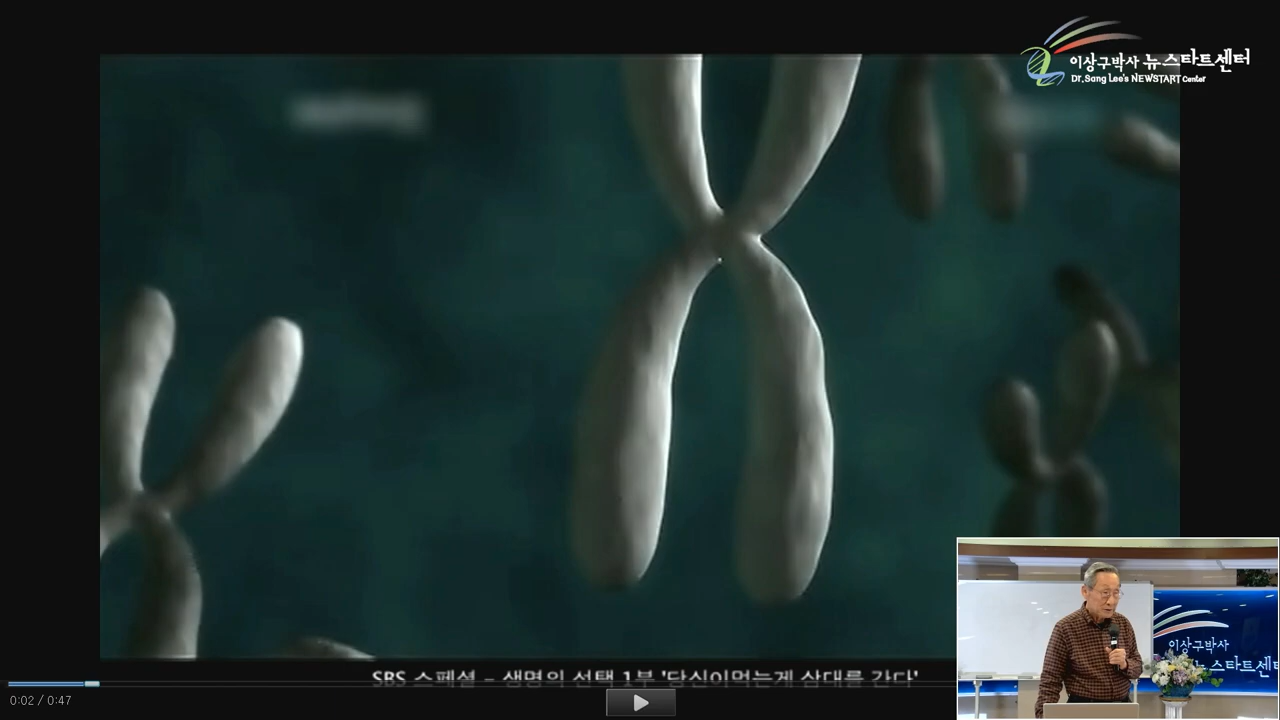 이상구박사 뉴스타트센터
Dr. Sang Lee's NEWSTART Center
SBS 스페셜 - 생명의 선택 1부 '당신이먹는게 삼대를 간다'
이상구박사
뉴스타트센터
0:02 / 0:47